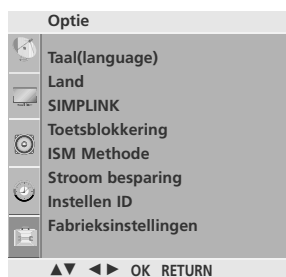 Optie
Taal(language)
Land
SIMPLINK
Toetsblokkering
ISM Methode
Stroom besparing
Instellen ID
Fabrieksinstellingen
▲▼ ◄► OK RETURN